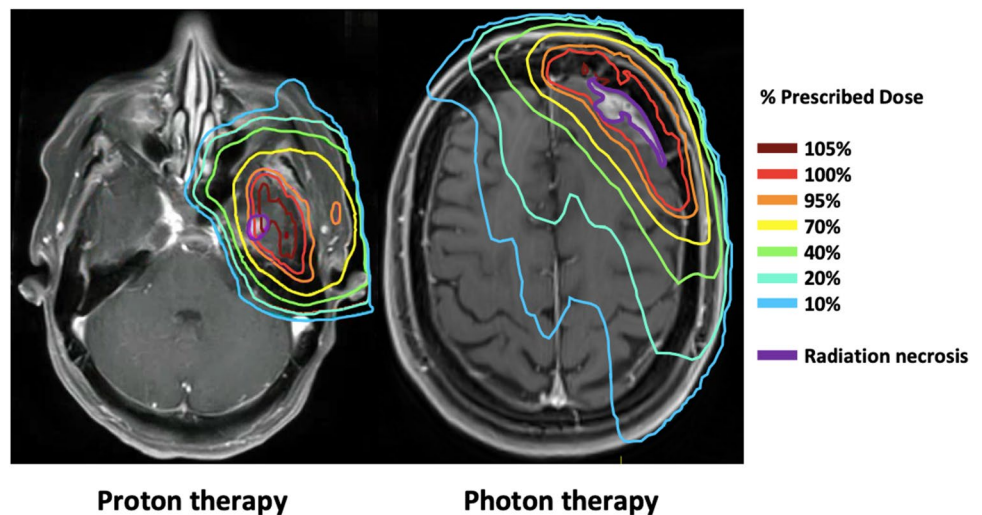 % Prescribed Dose
105%
100%
95%
70%
40%
20%
10%
Radiation necrosis
Proton therapy
Photon therapy